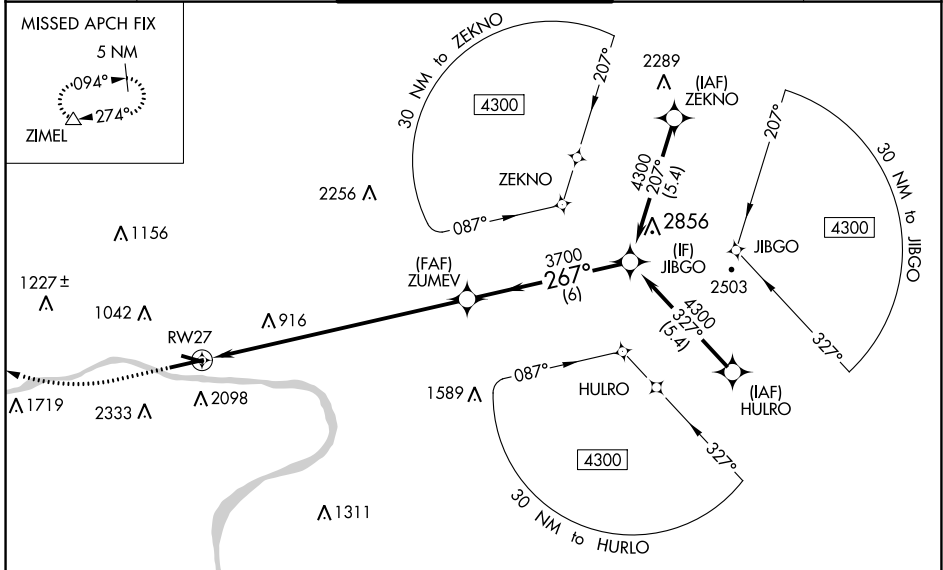 MISSED APCH FIX
5 NM
094°
274°
ZIMEL
30 NM to ZEKNO
4300
207°
ZEKNO
087°
2289
(IAF)
ZEKNO
4300
207°
(5.4)
2856
(IF)
JIBGO
207°
30 NM to JIBGO
4300
JIBGO
2503
327°
2256
1156
1227±
1042
916
RW27
(FAF)
ZUMEV
3700
267°
(6)
4300
327°
(5.4)
(IAF)
HULRO
1719
2333
2098
1589
087°
HULRO
327°
4300
30 NM to HURLO
1311